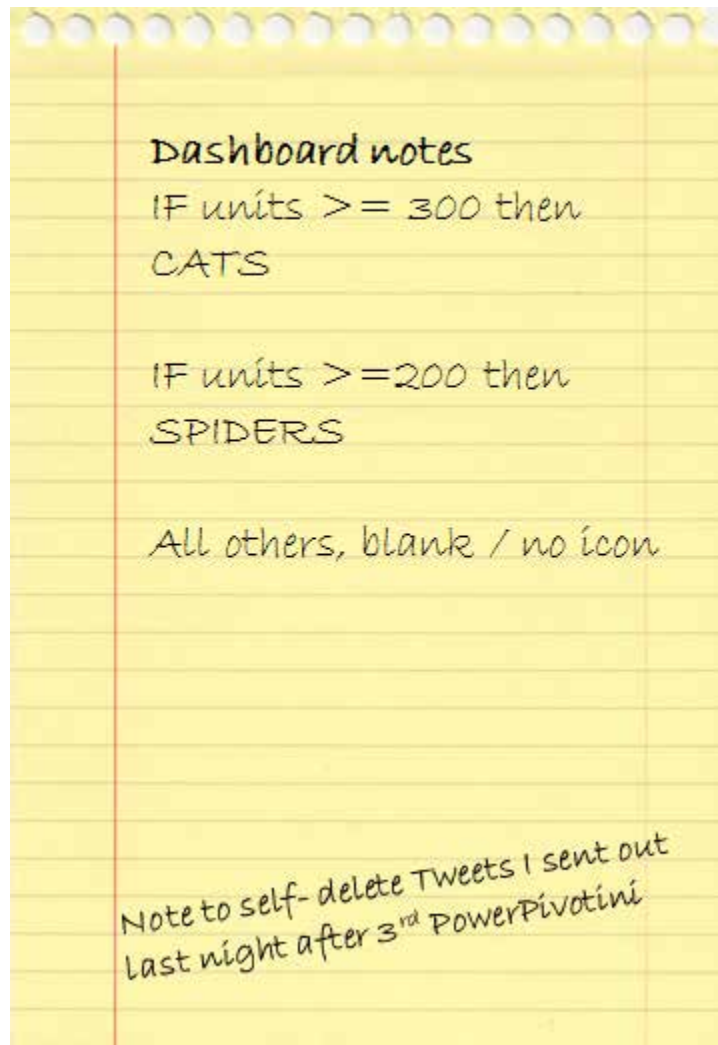 Dashboard notes
IF units >= 300 then
CATS
IF units >=200 then
SPIDERS
All others, blank / no icon
Note to self- delete Tweets I sent out
last night after 3rd PowerPivotini